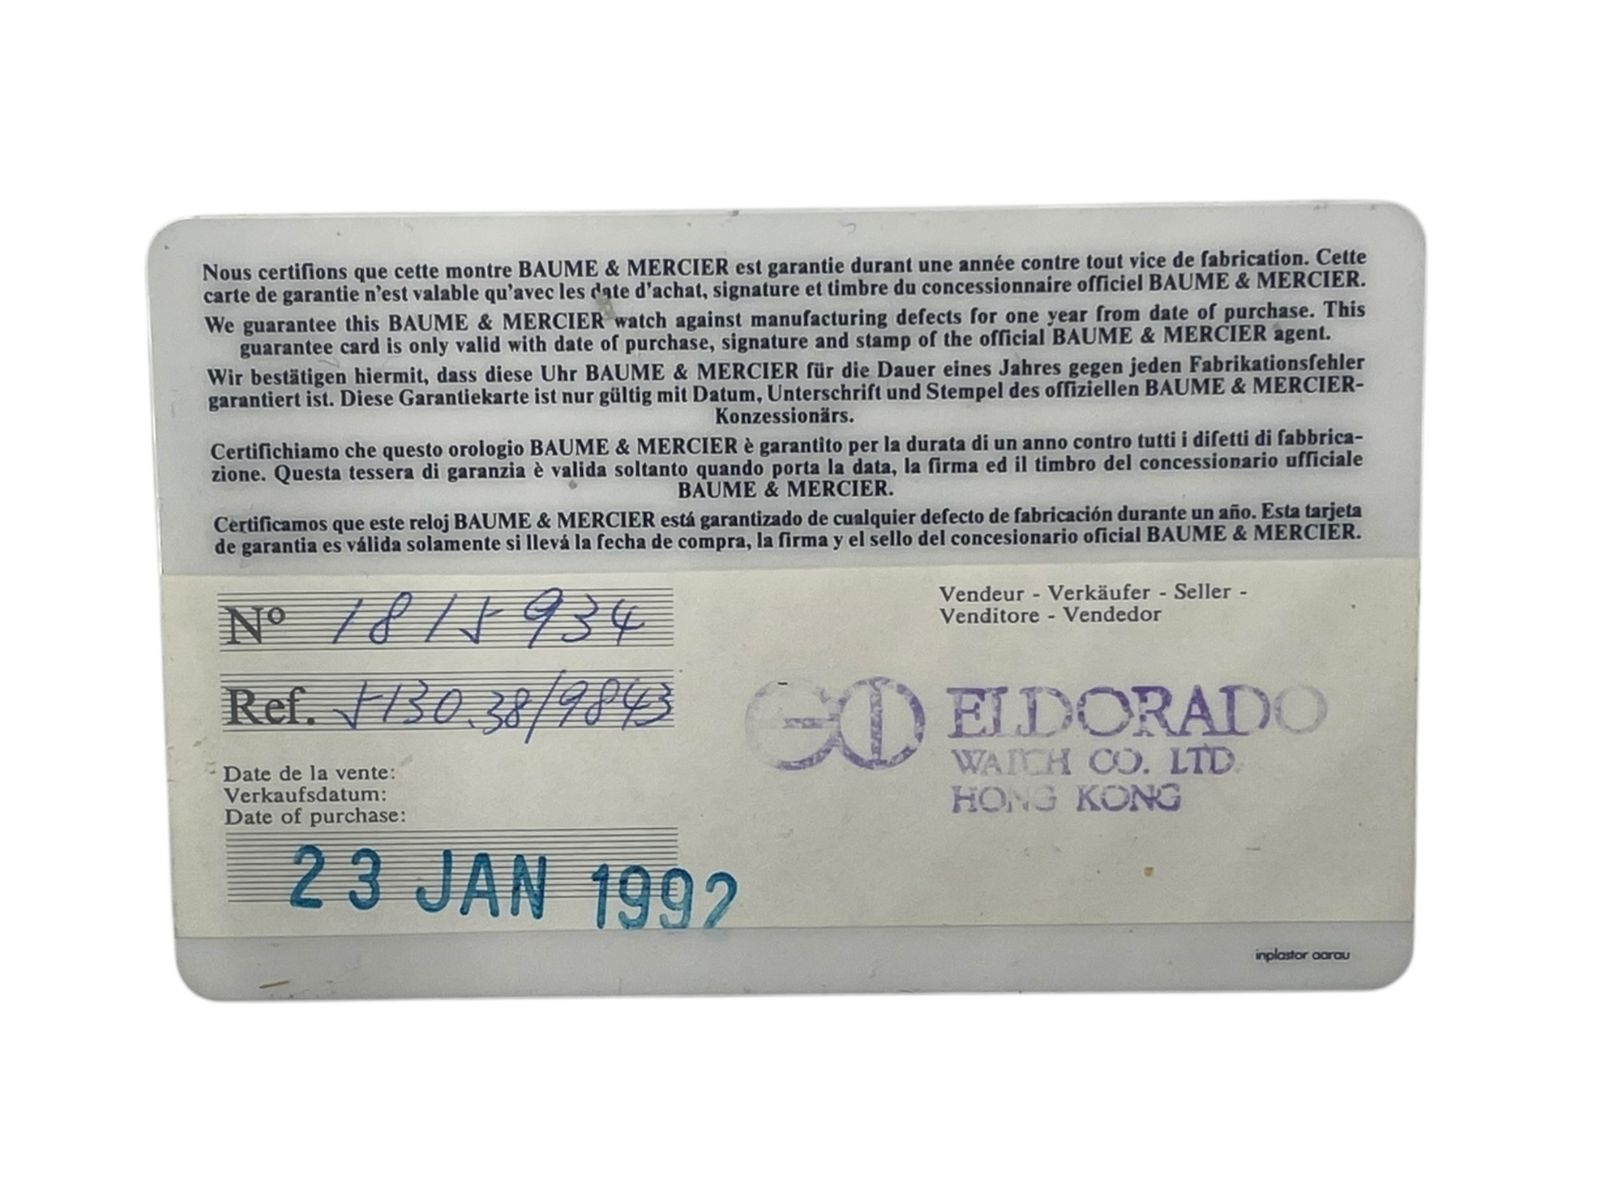 Nous certifions que cette montre BAUME & MERCIER est garantie durant une année contre tout vice de fabrication. Cette
carte de garantie n'est valable qu'avec les date d'achat, signature et timbre du concessionnaire officiel BAUME & MERCIER.
We guarantee this BAUME & MERCIER watch against manufacturing defects for one year from date of purchase. This
guarantee card is only valid with date of purchase, signature and stamp of the official BAUME & MERCIER agent.
Wir bestätigen hiermit, dass diese Uhr BAUME & MERCIER für die Dauer eines Jahres gegen jeden Fabrikationsfehler
garantiert ist. Diese Garantiekarte ist nur gültig mit Datum, Unterschrift und Stempel des offiziellen BAUME & MERCIER-
Konzessionärs.
Certifichiamo che questo orologio BAUME & MERCIER è garantito per la durata di un anno contro tutti i difetti di fabbrica-
zione. Questa tessera di garanzia è valida soltanto quando porta la data, la firma ed il timbro del concessionario ufficiale
BAUME & MERCIER.
Certificamos que este reloj BAUME & MERCIER está garantizado de cualquier defecto de fabricación durante un año. Esta tarjeta
de garantia es válida solamente si llevá la fecha de compra, la firma y el sello del concesionario oficial BAUME & MERCIER.
Nº 1815934
Ref. 5130.38/9843
Date de la vente:
Verkaufsdatum:
Date of purchase:
23 JAN 1992
Vendeur - Verkäufer - Seller -
Venditore - Vendedor
ELDORADO
WATCH CO. LTD.
HONG KONG
inplastor aarau